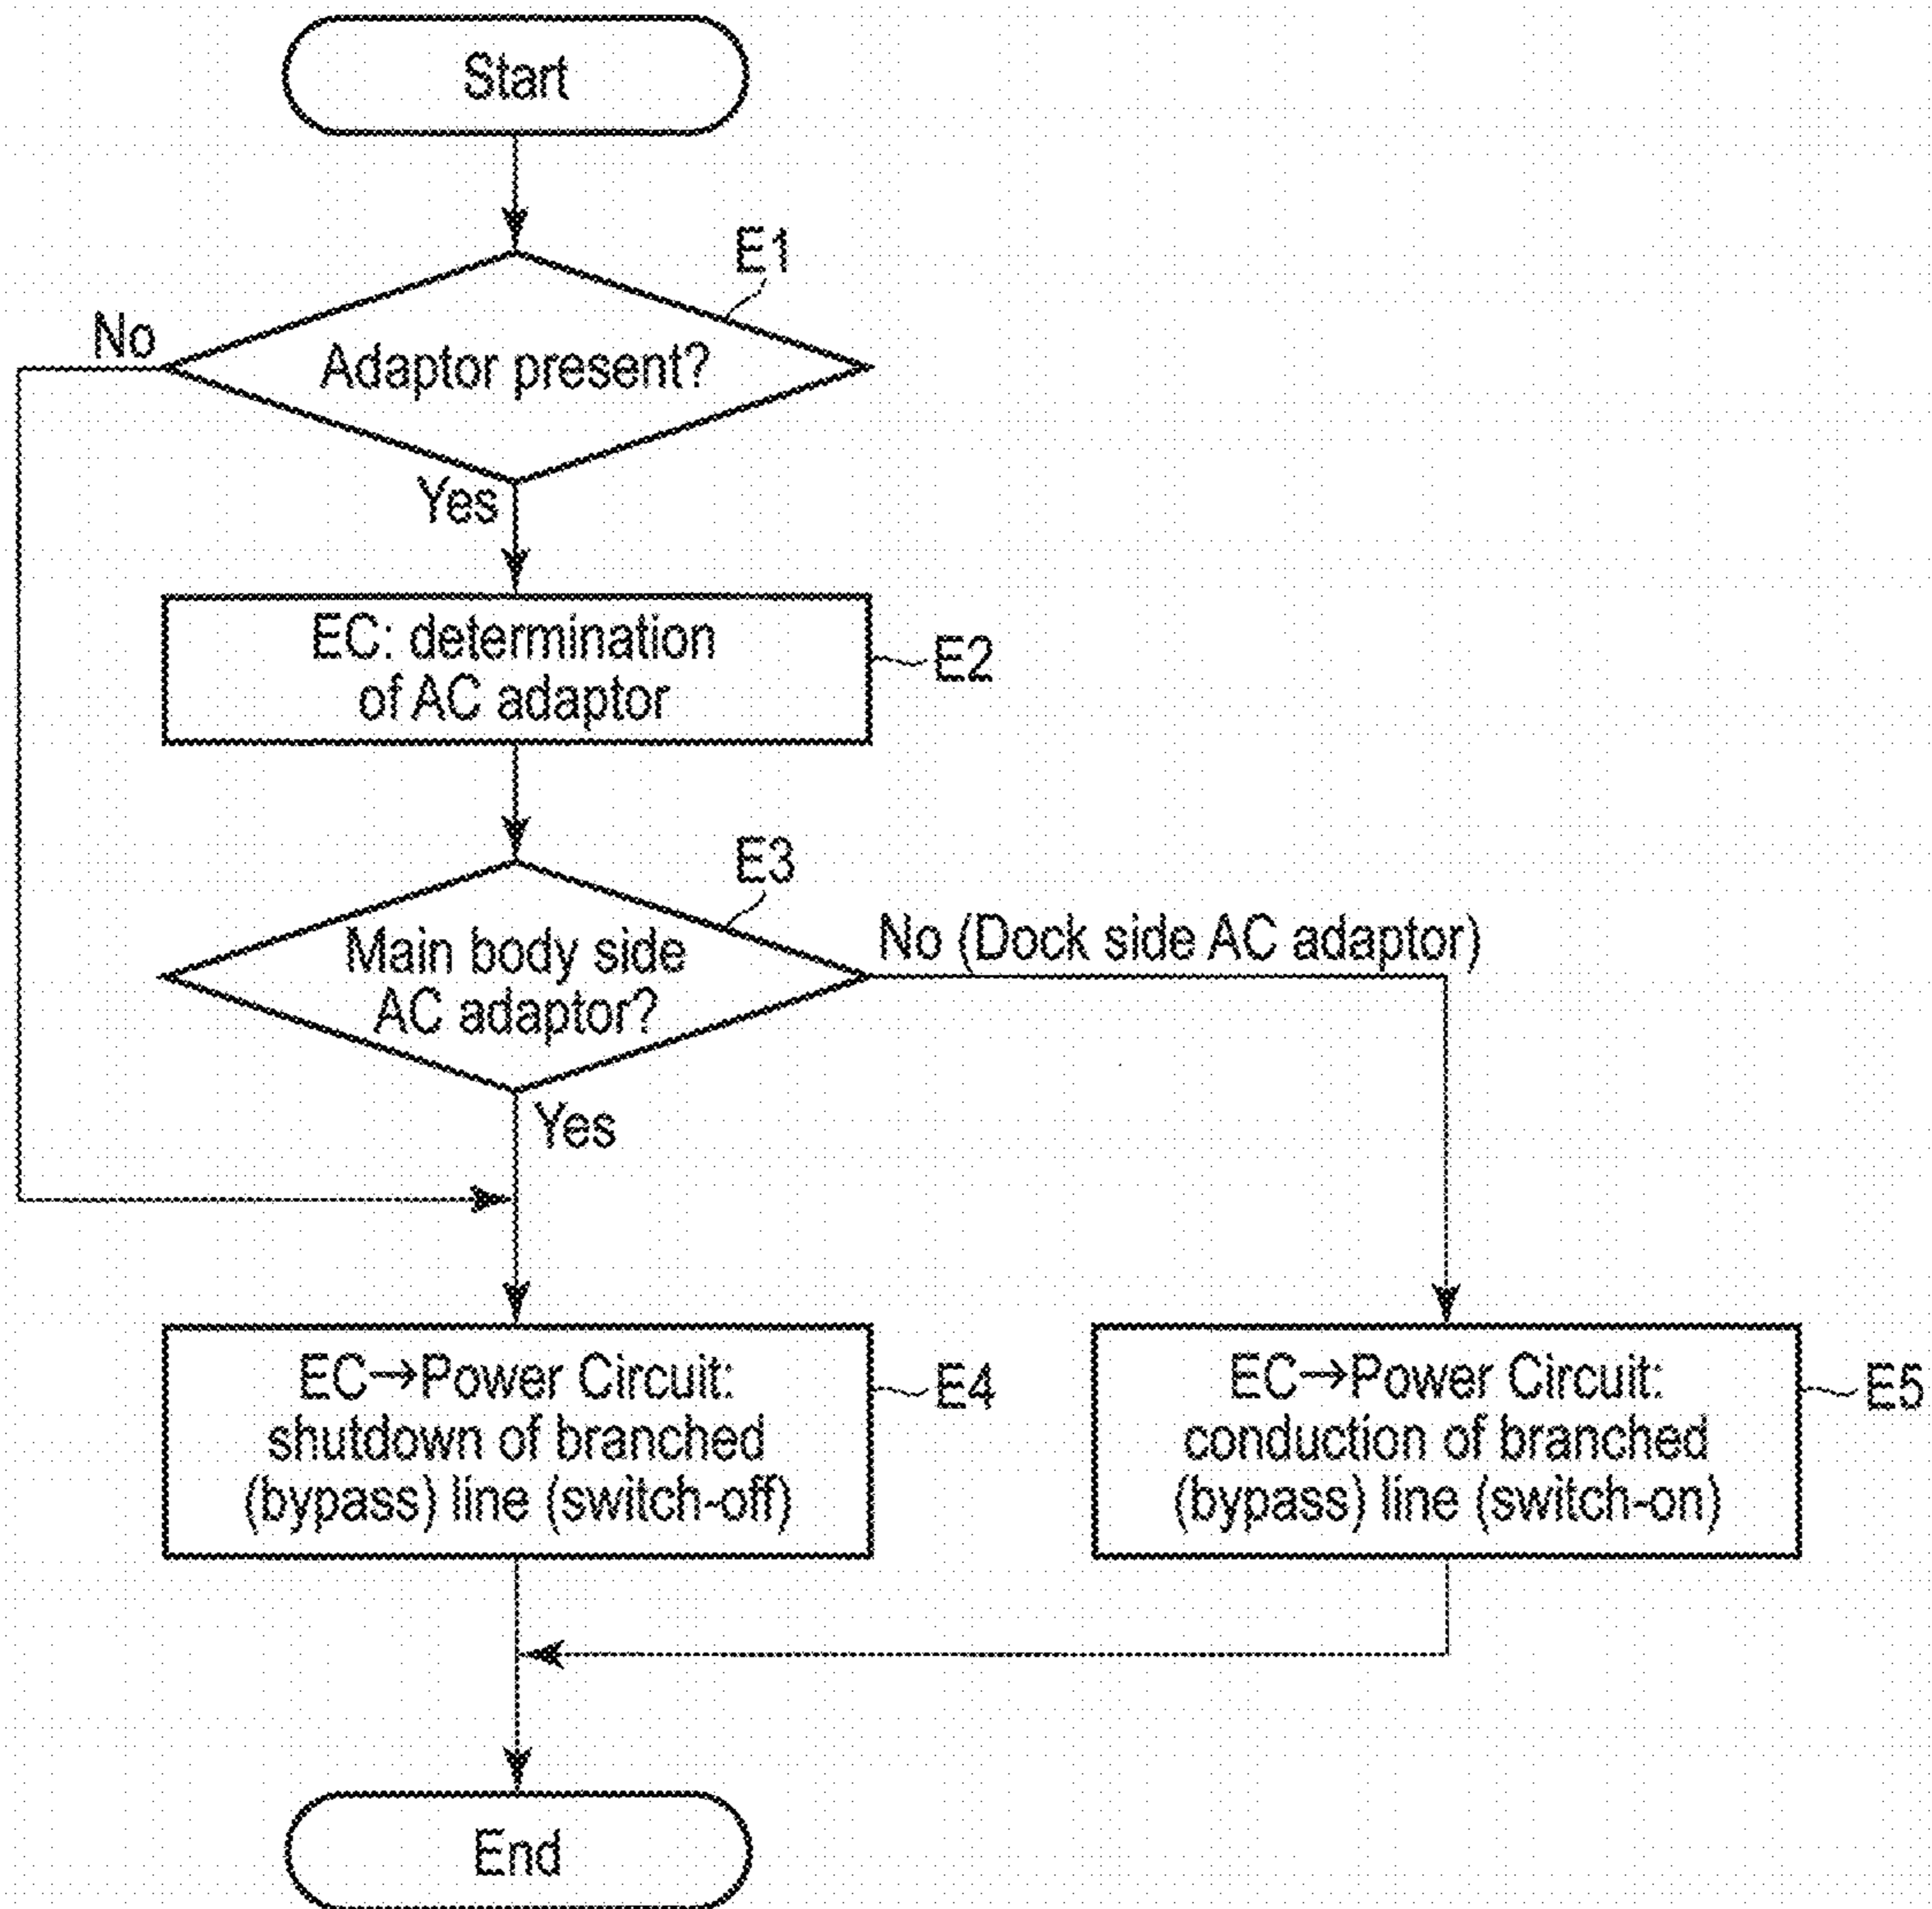 Start
E1
No
Adaptor present?
Yes
EC: determination
of AC adaptor
E2
E3
Main body side
AC adaptor?
No (Dock side AC adaptor)
Yes
EC→Power Circuit:
shutdown of branched
(bypass) line (switch-off)
E4
EC→Power Circuit:
conduction of branched
(bypass) line (switch-on)
E5
End